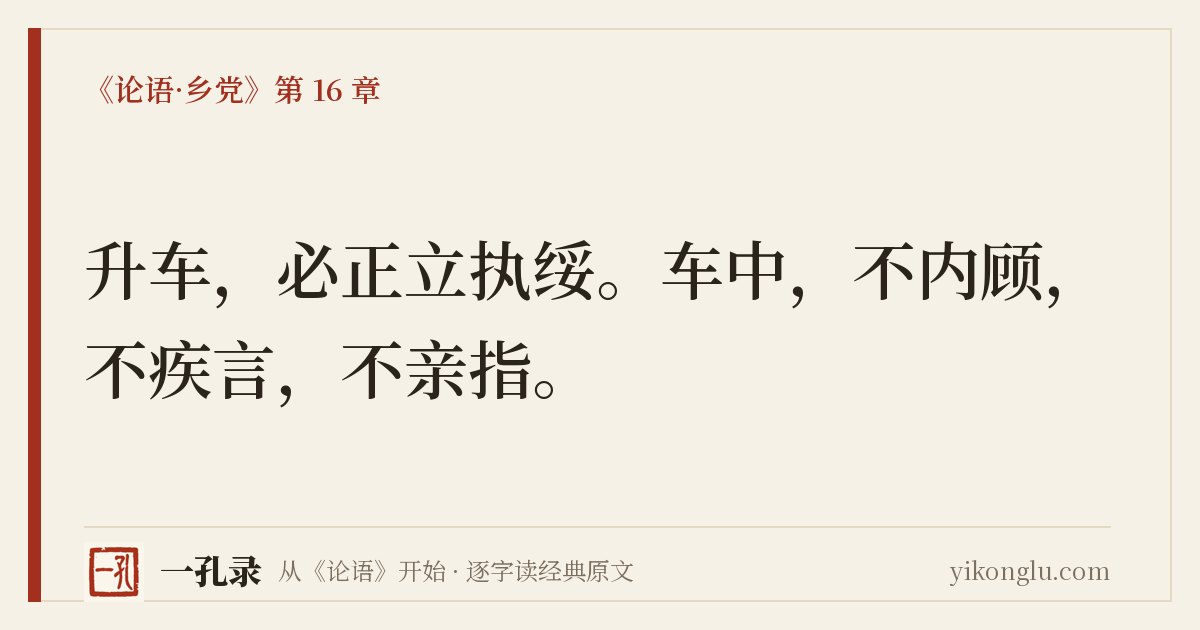 《论语·乡党》第 16 章
升车，必正立执绥。车中，不内顾，
不疾言，不亲指。
一孔
一孔录 从《论语》开始 · 逐字读经典原文 yikonglu.com